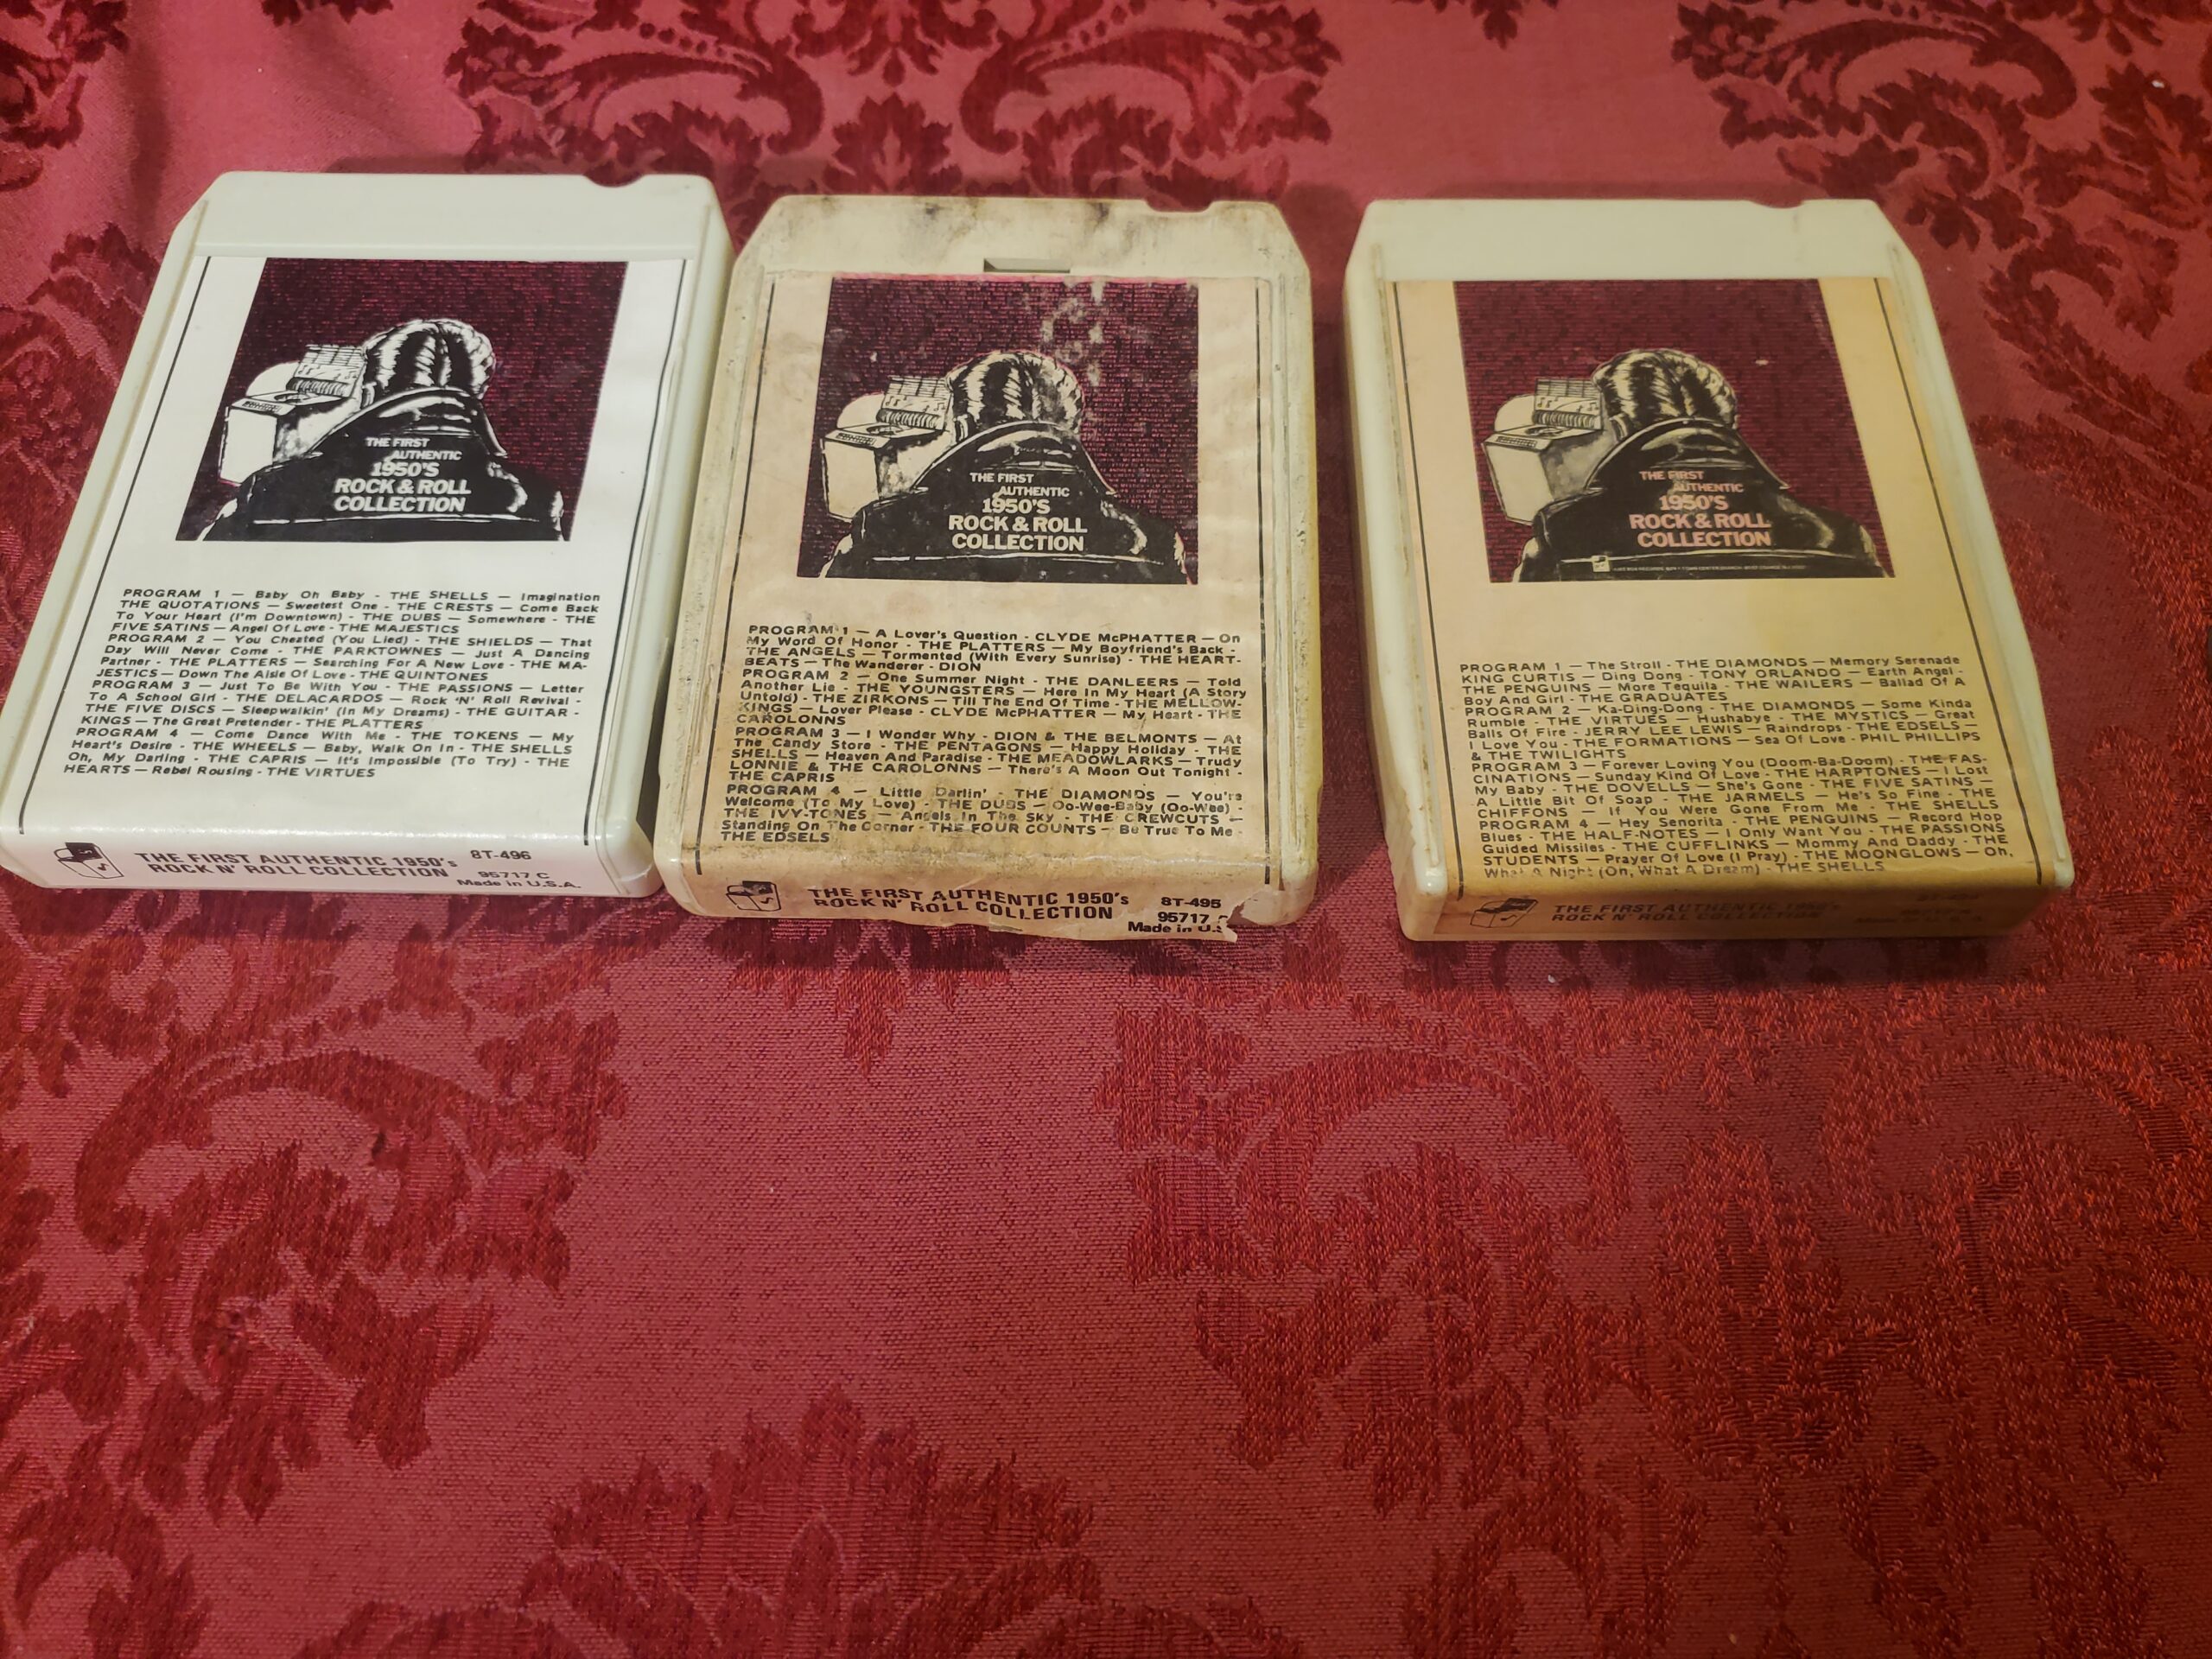 THE FIRST
AUTHENTIC
1950'S
ROCK & ROLL
COLLECTION
PROGRAM 1 — Baby Oh Baby - THE SHELLS — Imagination
THE QUOTATIONS — Sweetest One - THE CRESTS — Come Back
To Your Heart (I'm Downtown) - THE DUBS — Somewhere - THE
FIVE SATINS — Angel Of Love - THE MAJESTICS
PROGRAM 2 — You Cheated (You Lied) - THE SHIELDS — That
Day Will Never Come - THE PARKTOWNES — Just A Dancing
Partner - THE PLATTERS — Searching For A New Love - THE MA-
JESTICS — Down The Aisle Of Love - THE QUINTONES
PROGRAM 3 — Just To Be With You - THE PASSIONS — Letter
To A School Girl - THE DELACARDOS — Rock 'N' Roll Revival -
THE FIVE DISCS — Sleepwalkin' (In My Dreams) - THE GUITAR -
KINGS — The Great Pretender - THE PLATTERS
PROGRAM 4 — Come Dance With Me - THE TOKENS — My
Heart's Desire - THE WHEELS — Baby, Walk On In - THE SHELLS
Oh, My Darling - THE CAPRIS — It's Impossible (To Try) - THE
HEARTS — Rebel Rousing - THE VIRTUES
THE FIRST AUTHENTIC 1950's 8T-496
ROCK N' ROLL COLLECTION 95717 C
Made in U.S.A.
THE FIRST
AUTHENTIC
1950'S
ROCK & ROLL
COLLECTION
PROGRAM 1 — A Lover's Question - CLYDE McPHATTER — On
My Word Of Honor - THE PLATTERS — My Boyfriend's Back -
THE ANGELS — Tormented (With Every Sunrise) - THE HEART-
BEATS — The Wanderer - DION
PROGRAM 2 — One Summer Night - THE DANLEERS — Told
Another Lie - THE YOUNGSTERS — Here In My Heart (A Story
Untold) - THE ZIRKONS — Till The End Of Time - THE MELLOW-
KINGS — Lover Please - CLYDE McPHATTER — My Heart - THE
CAROLONNS
PROGRAM 3 — I Wonder Why - DION & THE BELMONTS — At
The Candy Store - THE PENTAGONS — Happy Holiday - THE
SHELLS — Heaven And Paradise - THE MEADOWLARKS — Trudy
LONNIE & THE CAROLONNS — There's A Moon Out Tonight -
THE CAPRIS
PROGRAM 4 — Little Darlin' - THE DIAMONDS — You're
Welcome (To My Love) - THE DUBS — Oo-Wee-Baby (Oo-Wee) -
THE IVY-TONES — Angels In The Sky - THE CREWCUTS —
Standing On The Corner - THE FOUR COUNTS — Be True To Me -
THE EDSELS
THE FIRST AUTHENTIC 1950's 8T-495
ROCK N' ROLL COLLECTION 95717
Made in U.S
THE FIRST
AUTHENTIC
1950'S
ROCK & ROLL
COLLECTION
PROGRAM 1 — The Stroll - THE DIAMONDS — Memory Serenade
KING CURTIS — Ding Dong - TONY ORLANDO — Earth Angel -
THE PENGUINS — More Tequila - THE WAILERS — Ballad Of A
Boy And Girl - THE GRADUATES
PROGRAM 2 — Ka-Ding-Dong - THE DIAMONDS — Some Kinda
Rumble - THE VIRTUES — Hushabye - THE MYSTICS — Great
Balls Of Fire - JERRY LEE LEWIS — Raindrops - THE EDSELS —
I Love You - THE FORMATIONS — Sea Of Love - PHIL PHILLIPS
& THE TWILIGHTS
PROGRAM 3 — Forever Loving You (Doom-Ba-Doom) - THE FAS-
CINATIONS — Sunday Kind Of Love - THE HARPTONES — I Lost
My Baby - THE DOVELLS — She's Gone - THE FIVE SATINS —
A Little Bit Of Soap - THE JARMELS — He's So Fine - THE
CHIFFONS — If You Were Gone From Me - THE SHELLS
PROGRAM 4 — Hey Senorita - THE PENGUINS — Record Hop
Blues - THE HALF-NOTES — I Only Want You - THE PASSIONS
Guided Missiles - THE CUFFLINKS — Mommy And Daddy - THE
STUDENTS — Prayer Of Love (I Pray) - THE MOONGLOWS — Oh,
What A Night (Oh, What A Dream) - THE SHELLS
THE FIRST AUTHENTIC 1950's
ROCK N' ROLL COLLECTION